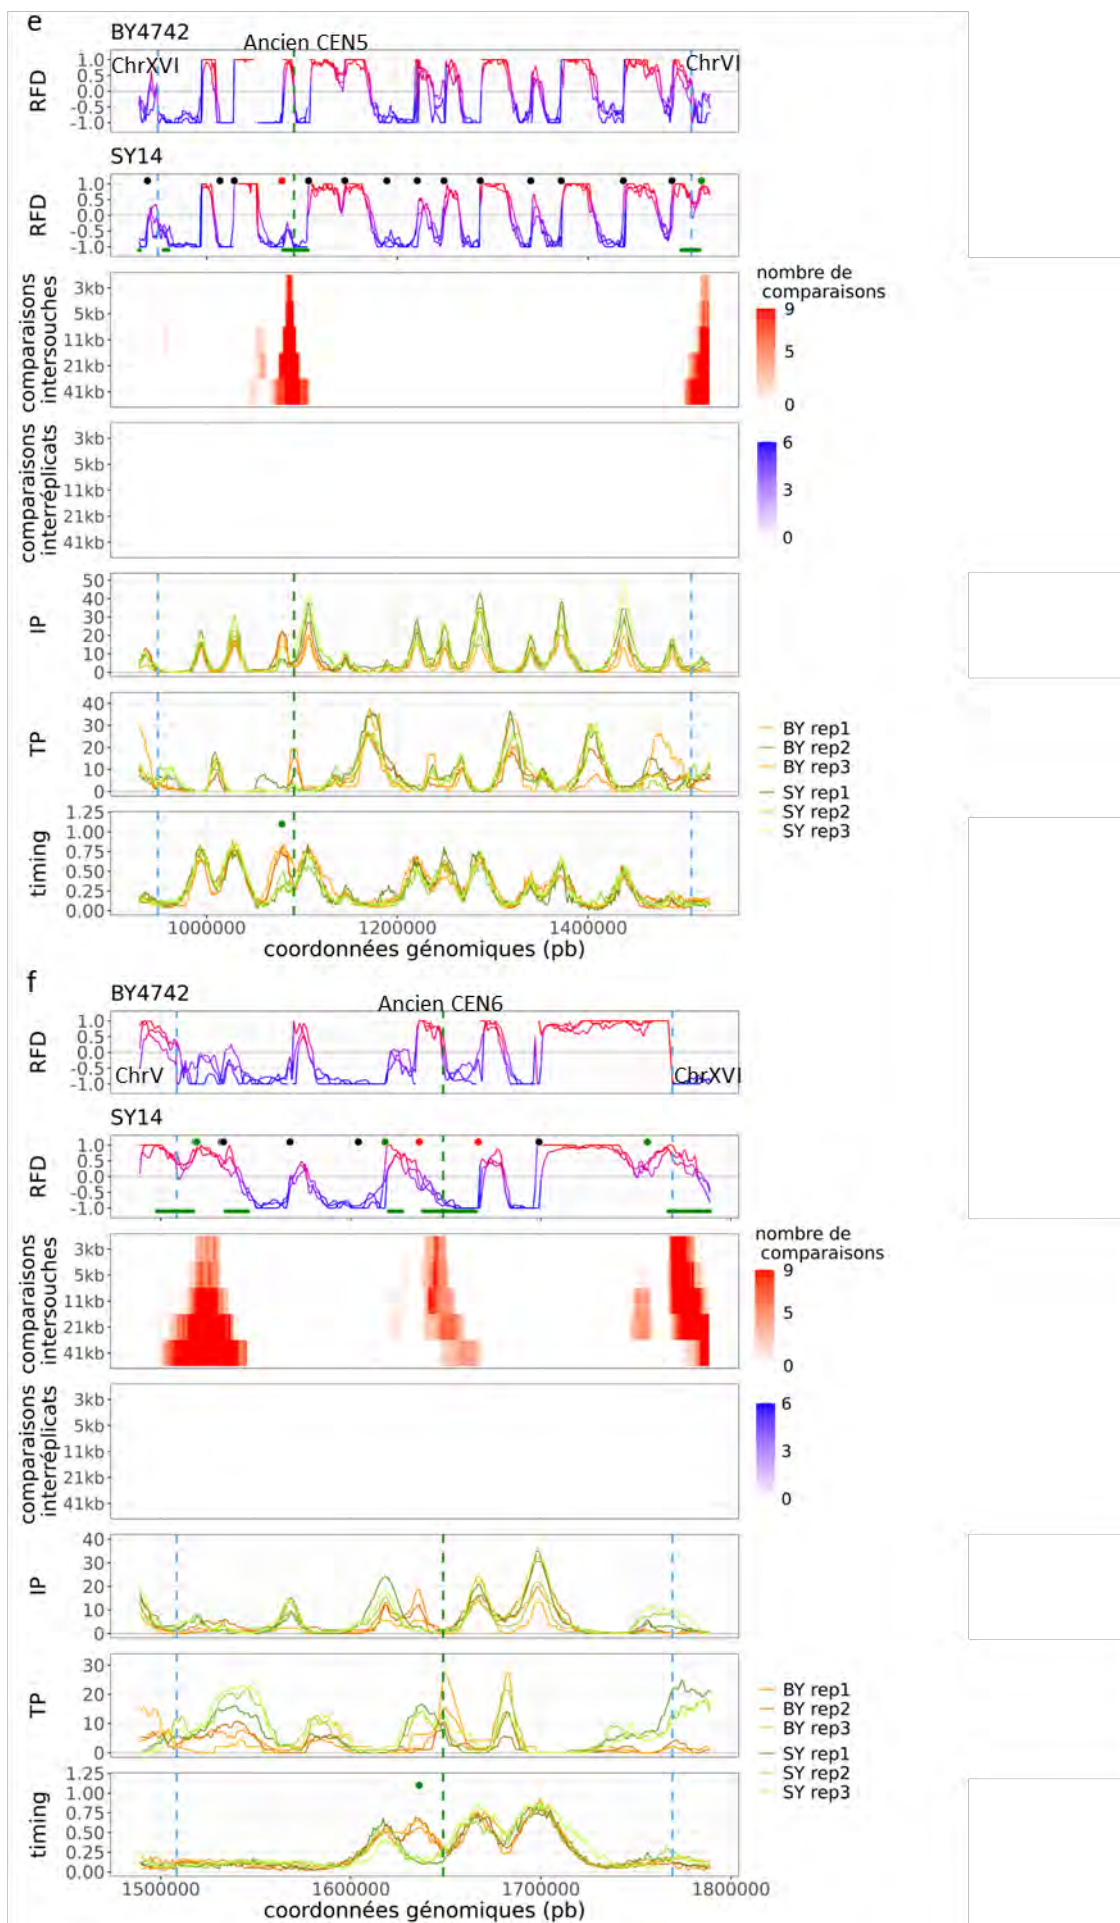 e
BY4742
Ancien CEN5
ChrXVI
ChrVI
RFD
1.0
0.5
0.0
-0.5
-1.0
SY14
RFD
1.0
0.5
0.0
-0.5
-1.0
comparaisons
intersouches
3kb
5kb
11kb
21kb
41kb
nombre de
comparaisons
9
5
0
comparaisons
interréplicats
3kb
5kb
11kb
21kb
41kb
6
3
0
IP
50
40
30
20
10
0
TP
40
30
20
10
0
BY rep1
BY rep2
BY rep3
SY rep1
SY rep2
SY rep3
timing
1.25
1.00
0.75
0.50
0.25
0.00
1000000
1200000
1400000
coordonnées génomiques (pb)
f
BY4742
Ancien CEN6
ChrV
ChrXVI
RFD
1.0
0.5
0.0
-0.5
-1.0
SY14
RFD
1.0
0.5
0.0
-0.5
-1.0
comparaisons
intersouches
3kb
5kb
11kb
21kb
41kb
nombre de
comparaisons
9
5
0
comparaisons
interréplicats
3kb
5kb
11kb
21kb
41kb
6
3
0
IP
40
30
20
10
0
TP
30
20
10
0
BY rep1
BY rep2
BY rep3
SY rep1
SY rep2
SY rep3
timing
1.25
1.00
0.75
0.50
0.25
0.00
1500000
1600000
1700000
1800000
coordonnées génomiques (pb)